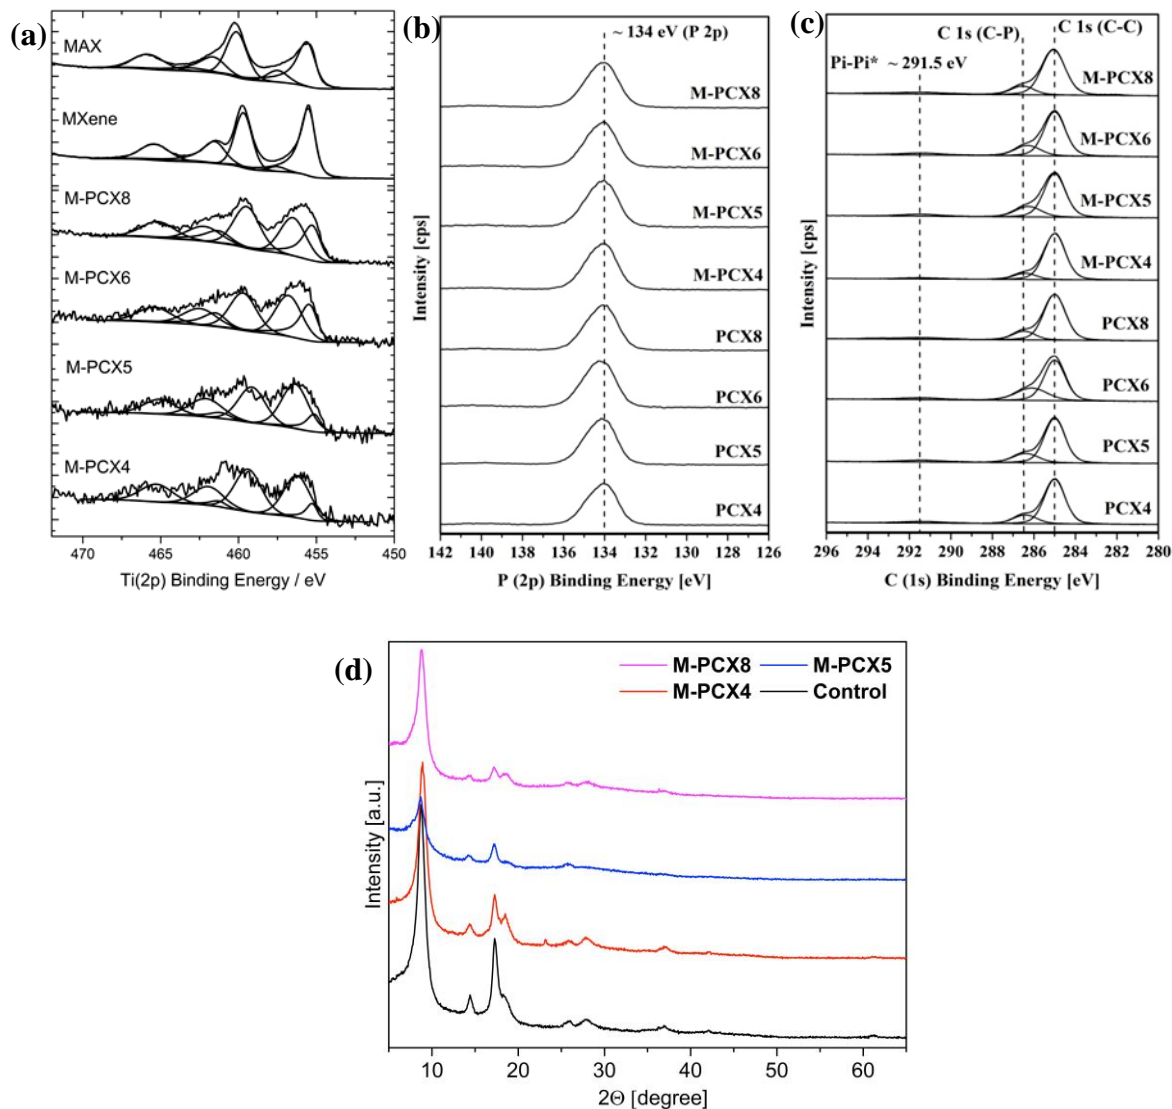 (a)
MAX
MXene
M-PCX8
M-PCX6
M-PCX5
M-PCX4
470 465 460 455 450
Ti(2p) Binding Energy / eV
(b)
~ 134 eV (P 2p)
M-PCX8
M-PCX6
M-PCX5
M-PCX4
PCX8
PCX6
PCX5
PCX4
Intensity [cps]
142 140 138 136 134 132 130 128 126
P (2p) Binding Energy [eV]
(c)
C 1s (C-P)
C 1s (C-C)
Pi-Pi* ~ 291.5 eV
M-PCX8
M-PCX6
M-PCX5
M-PCX4
PCX8
PCX6
PCX5
PCX4
Intensity [cps]
296 294 292 290 288 286 284 282 280
C (1s) Binding Energy [eV]
(d)
M-PCX8 M-PCX5
M-PCX4 Control
Intensity [a.u.]
10 20 30 40 50 60
2Θ [degree]